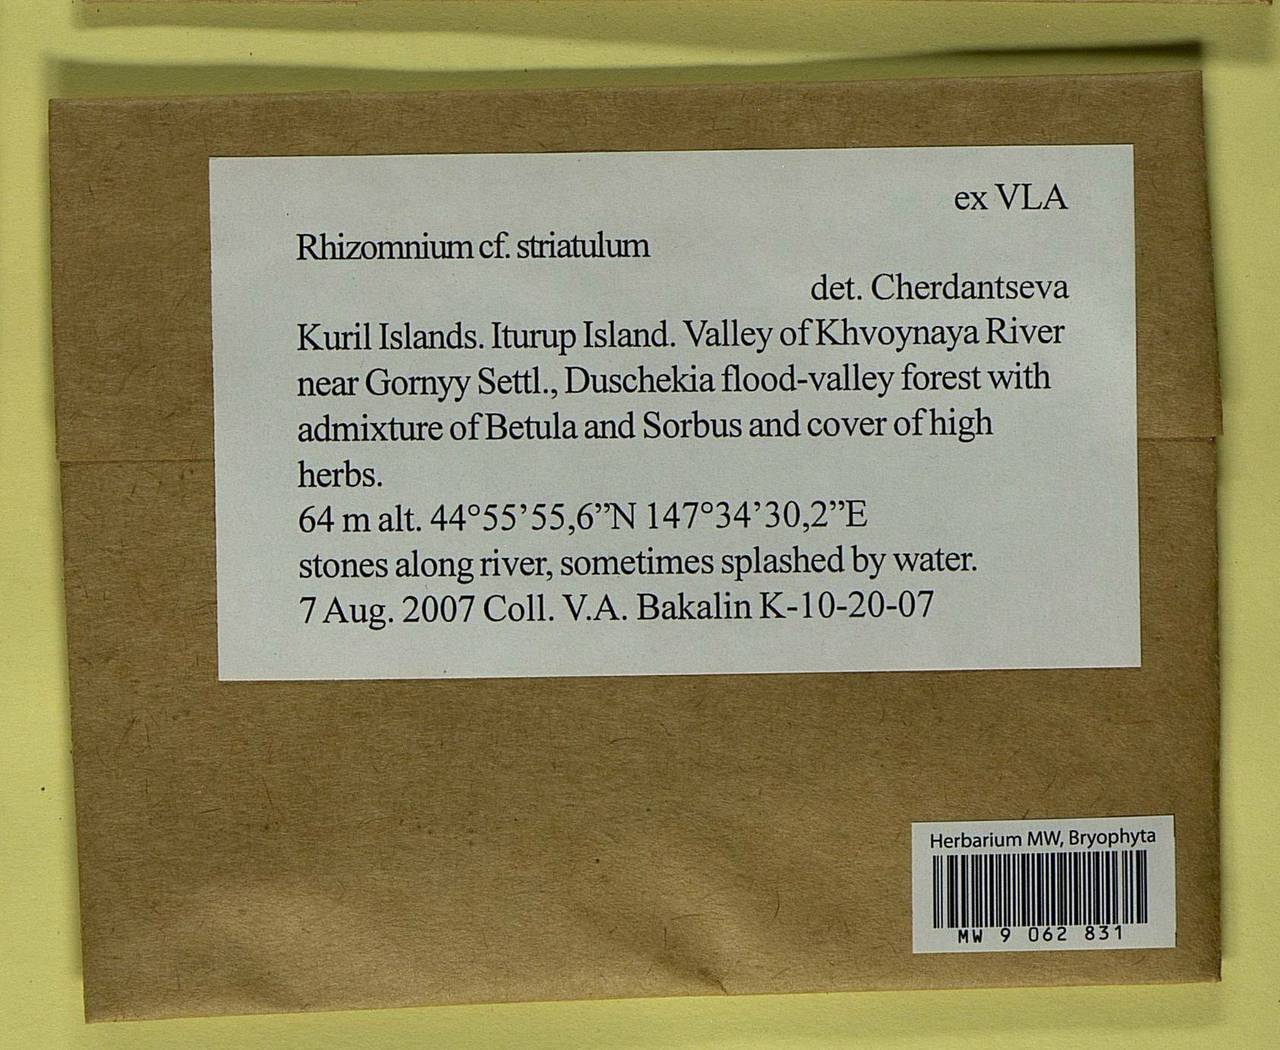 ex VLA
Rhizomnium cf. striatulum
det. Cherdantseva
Kuril Islands. Iturup Island. Valley of Khvoynaya River
near Gornyy Settl., Duschekia flood-valley forest with
admixture of Betula and Sorbus and cover of high
herbs.
64 m alt. 44°55’55,6”N 147°34’30,2”E
stones along river, sometimes splashed by water.
7 Aug. 2007 Coll. V.A. Bakalin K-10-20-07
Herbarium MW, Bryophyta
MW 9 062 831